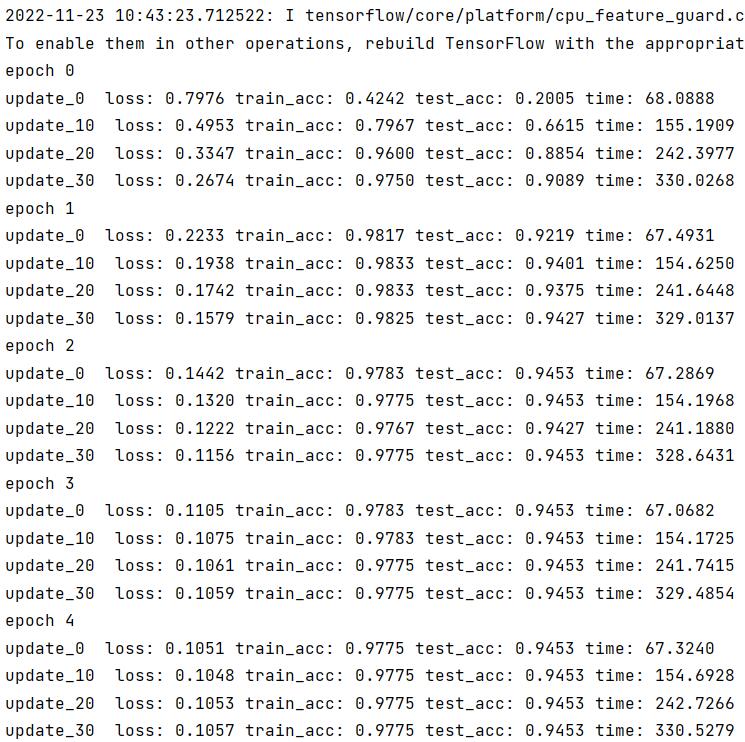 2022-11-23 10:43:23.712522: I tensorflow/core/platform/cpu_feature_guard.c
To enable them in other operations, rebuild TensorFlow with the appropriat
epoch 0
update_0  loss: 0.7976 train_acc: 0.4242 test_acc: 0.2005 time: 68.0888
update_10  loss: 0.4953 train_acc: 0.7967 test_acc: 0.6615 time: 155.1909
update_20  loss: 0.3347 train_acc: 0.9600 test_acc: 0.8854 time: 242.3977
update_30  loss: 0.2674 train_acc: 0.9750 test_acc: 0.9089 time: 330.0268
epoch 1
update_0  loss: 0.2233 train_acc: 0.9817 test_acc: 0.9219 time: 67.4931
update_10  loss: 0.1938 train_acc: 0.9833 test_acc: 0.9401 time: 154.6250
update_20  loss: 0.1742 train_acc: 0.9833 test_acc: 0.9375 time: 241.6448
update_30  loss: 0.1579 train_acc: 0.9825 test_acc: 0.9427 time: 329.0137
epoch 2
update_0  loss: 0.1442 train_acc: 0.9783 test_acc: 0.9453 time: 67.2869
update_10  loss: 0.1320 train_acc: 0.9775 test_acc: 0.9453 time: 154.1968
update_20  loss: 0.1222 train_acc: 0.9767 test_acc: 0.9427 time: 241.1880
update_30  loss: 0.1156 train_acc: 0.9775 test_acc: 0.9453 time: 328.6431
epoch 3
update_0  loss: 0.1105 train_acc: 0.9783 test_acc: 0.9453 time: 67.0682
update_10  loss: 0.1075 train_acc: 0.9783 test_acc: 0.9453 time: 154.1725
update_20  loss: 0.1061 train_acc: 0.9775 test_acc: 0.9453 time: 241.7415
update_30  loss: 0.1059 train_acc: 0.9775 test_acc: 0.9453 time: 329.4854
epoch 4
update_0  loss: 0.1051 train_acc: 0.9775 test_acc: 0.9453 time: 67.3240
update_10  loss: 0.1048 train_acc: 0.9775 test_acc: 0.9453 time: 154.6928
update_20  loss: 0.1053 train_acc: 0.9775 test_acc: 0.9453 time: 242.7266
update_30  loss: 0.1057 train_acc: 0.9775 test_acc: 0.9453 time: 330.5279